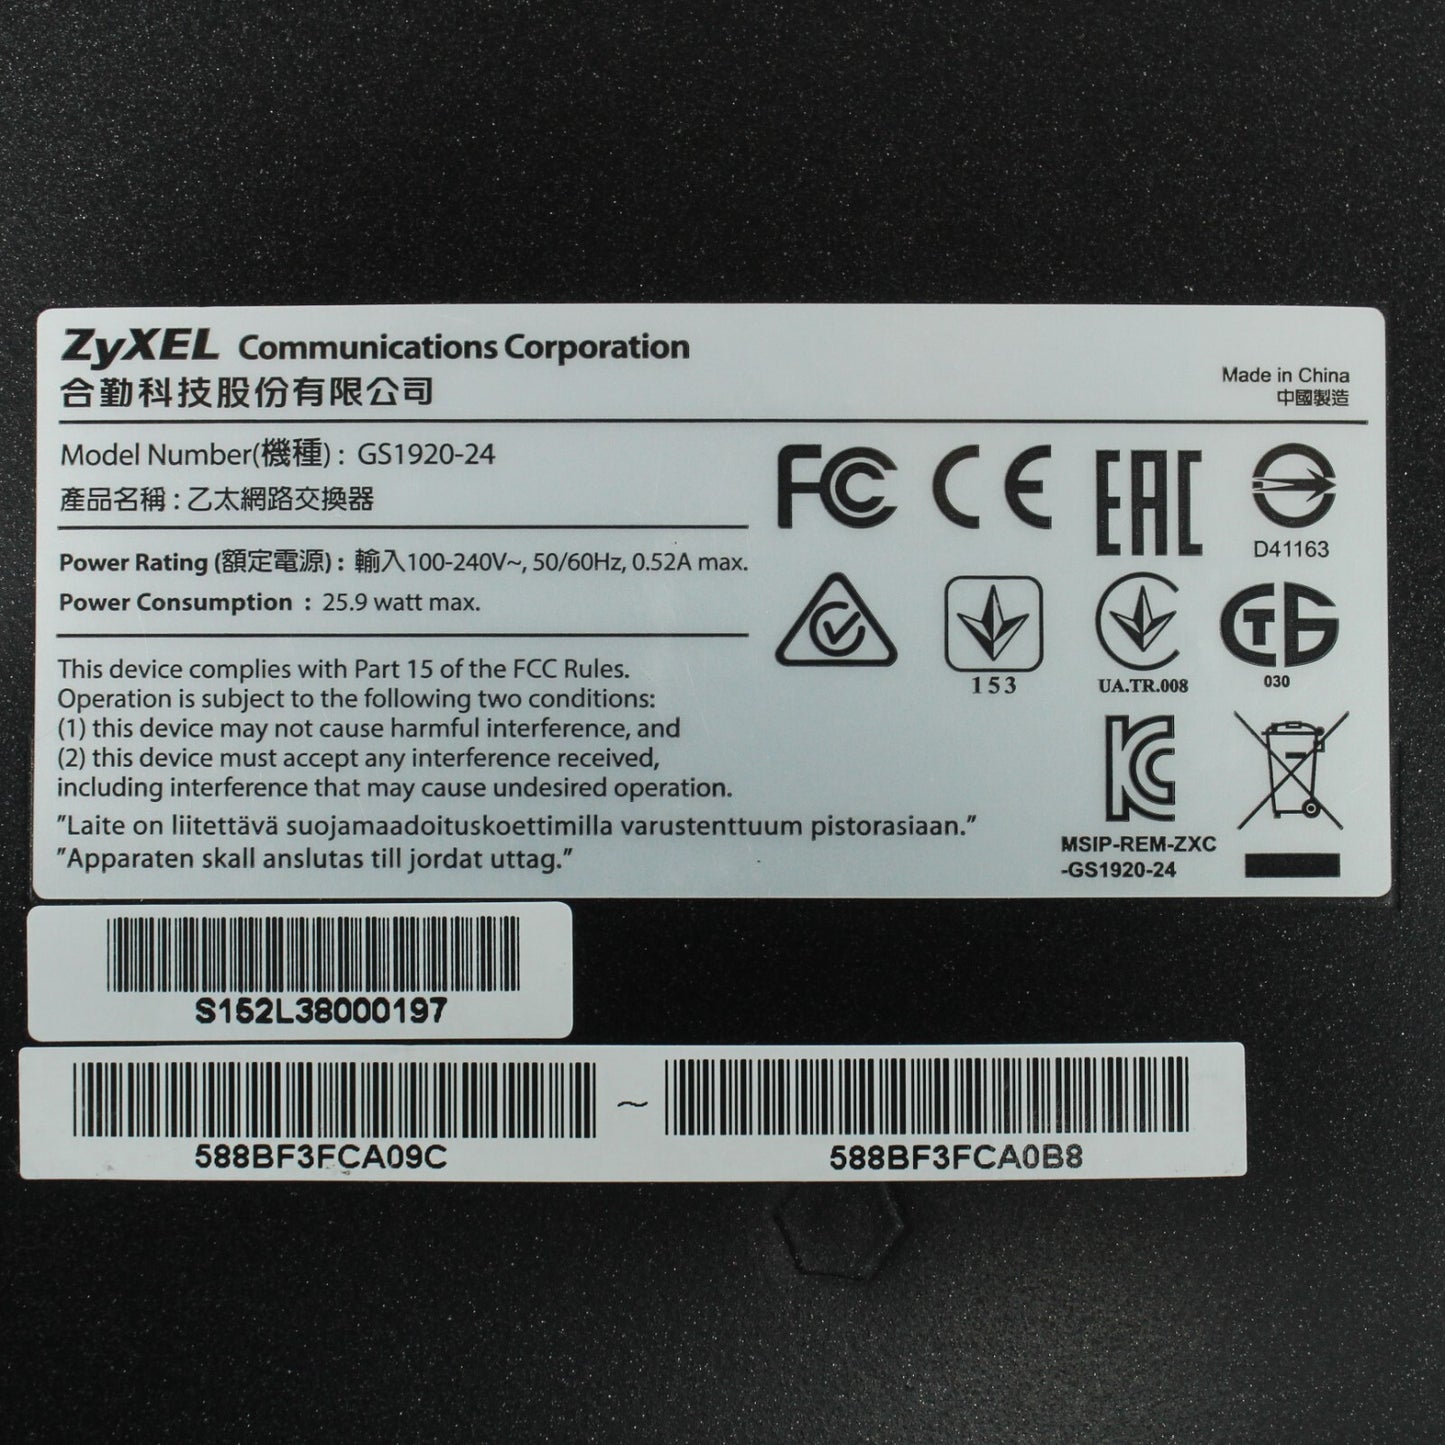 ZyXEL Communications Corporation
合勤科技股份有限公司
Made in China
中國製造
Model Number(機種) : GS1920-24
產品名稱 : 乙太網路交換器
Power Rating (額定電源) : 輸入100-240V~, 50/60Hz, 0.52A max.
Power Consumption : 25.9 watt max.
This device complies with Part 15 of the FCC Rules.
Operation is subject to the following two conditions:
(1) this device may not cause harmful interference, and
(2) this device must accept any interference received,
including interference that may cause undesired operation.
"Laite on liitettävä suojamaadoituskoettimilla varustenttuum pistorasiaan."
"Apparaten skall anslutas till jordat uttag."
FC CE EAC
D41163
153
UA.TR.008
030
MSIP-REM-ZXC
-GS1920-24
S152L38000197
588BF3FCA09C ~ 588BF3FCA0B8